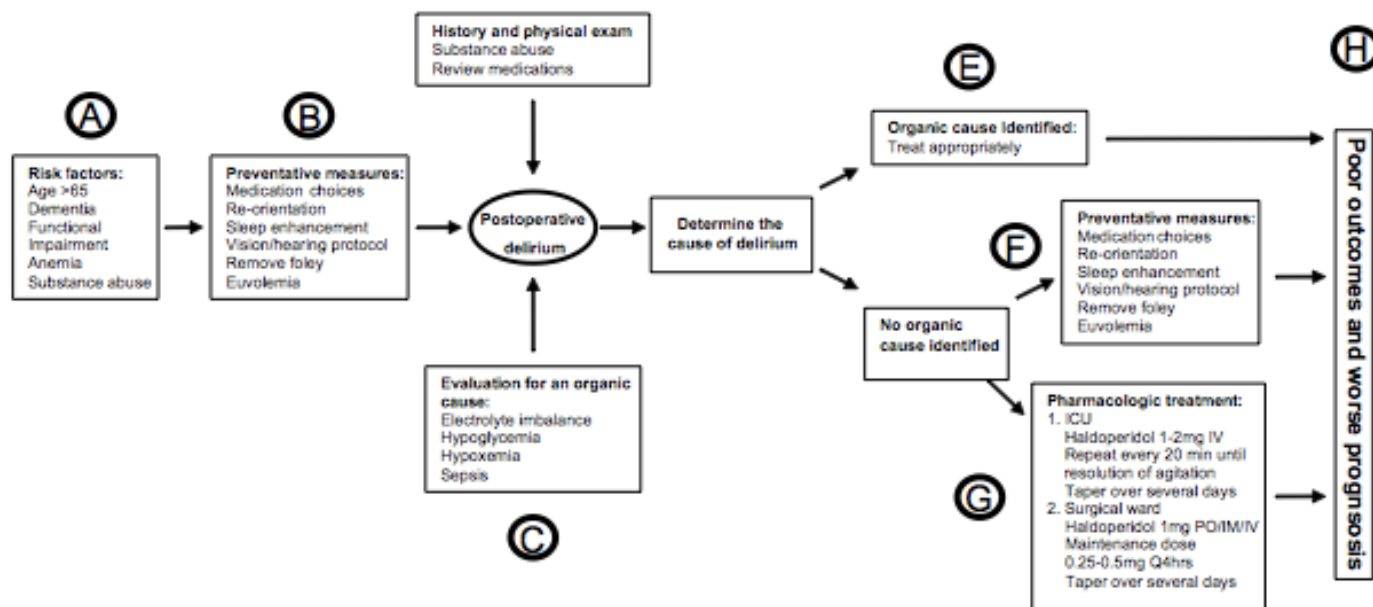 History and physical exam
Substance abuse
Review medications
A
Risk factors:
Age >65
Dementia
Functional
Impairment
Anemia
Substance abuse
B
Preventative measures:
Medication choices
Re-orientation
Sleep enhancement
Vision/hearing protocol
Remove foley
Euvolemia
Postoperative
delirium
Evaluation for an organic
cause:
Electrolyte imbalance
Hypoglycemia
Hypoxemia
Sepsis
C
Determine the
cause of delirium
E
Organic cause identified:
Treat appropriately
No organic
cause identified
F
Preventative measures:
Medication choices
Re-orientation
Sleep enhancement
Vision/hearing protocol
Remove foley
Euvolemia
G
Pharmacologic treatment:
1. ICU
Haldoperidol 1-2mg IV
Repeat every 20 min until
resolution of agitation
Taper over several days
2. Surgical ward
Haldoperidol 1mg PO/IM/IV
Maintenance dose
0.25-0.5mg Q4hrs
Taper over several days
H
Poor outcomes and worse prognsosis